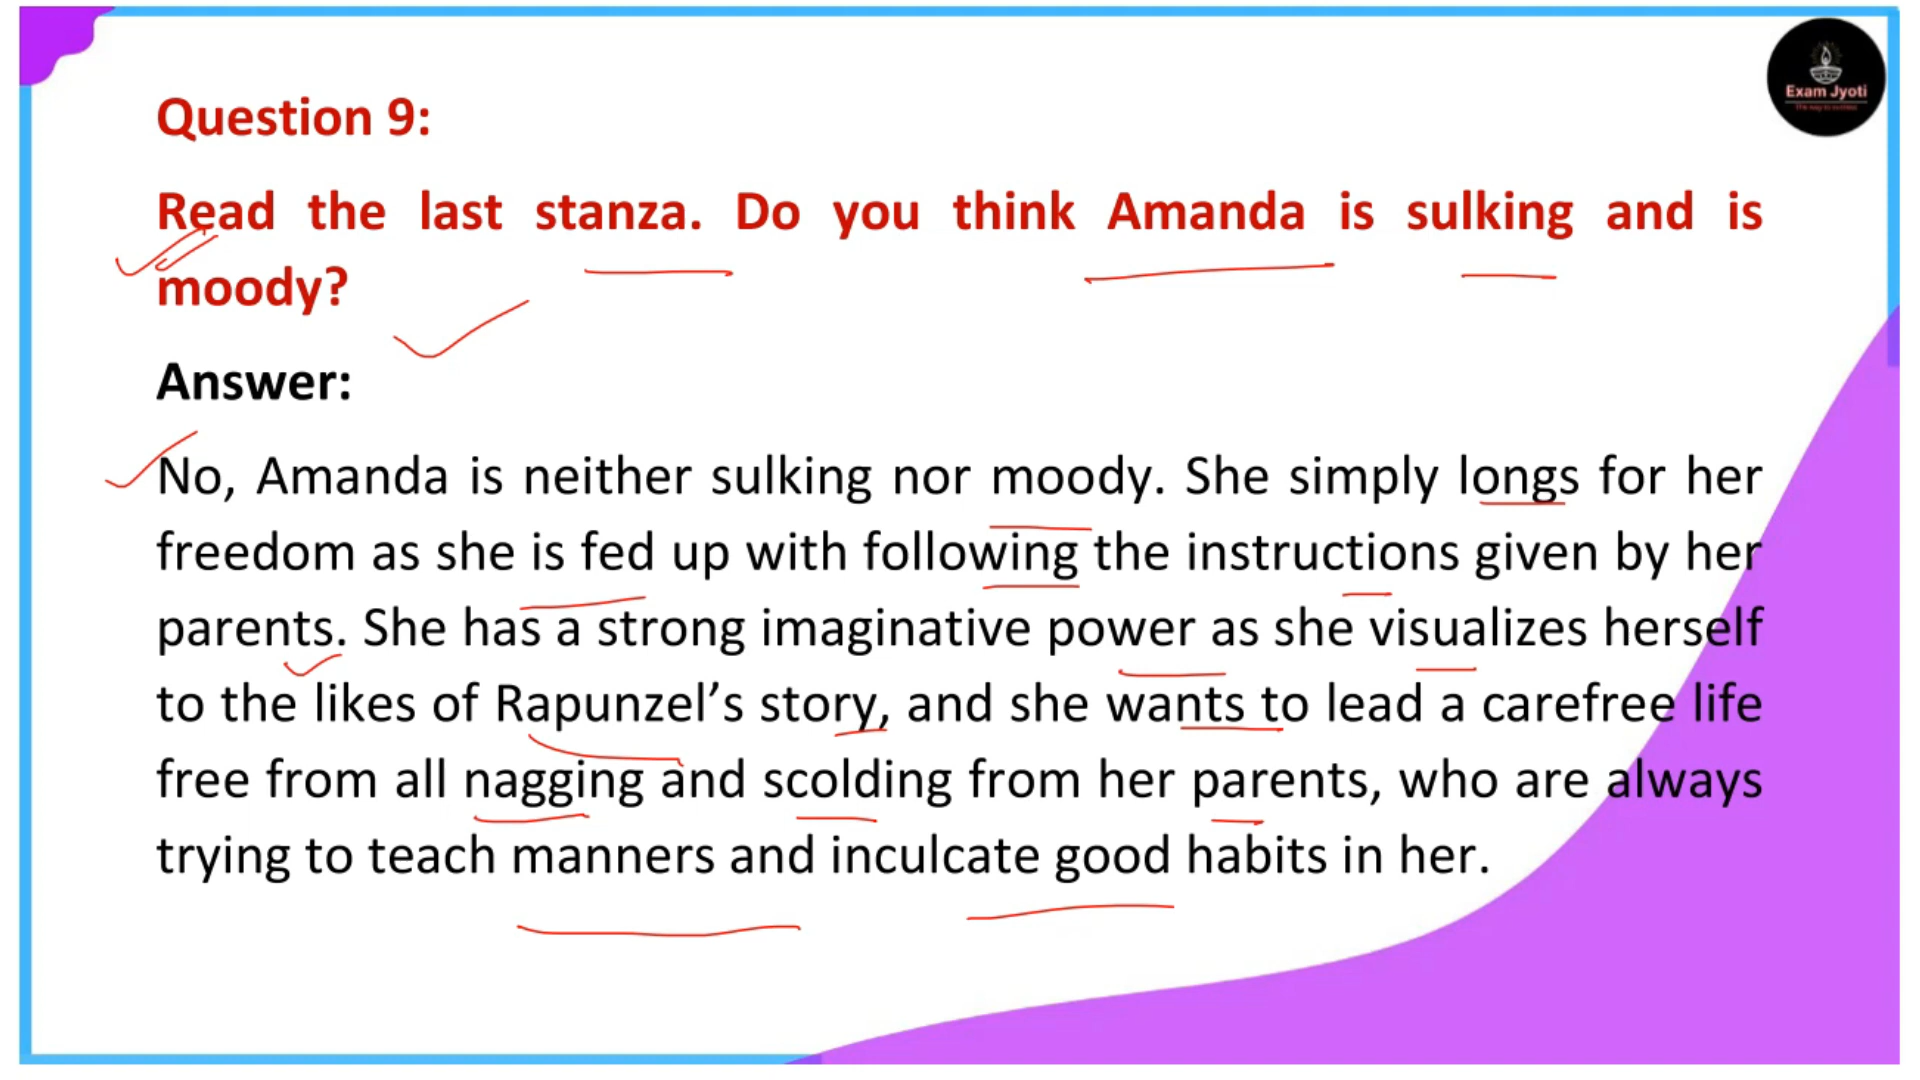 Exam Jyoti
Question 9:
Read the last stanza. Do you think Amanda is sulking and is
moody?
Answer:
No, Amanda is neither sulking nor moody. She simply longs for her
freedom as she is fed up with following the instructions given by her
parents. She has a strong imaginative power as she visualizes herself
to the likes of Rapunzel’s story, and she wants to lead a carefree life
free from all nagging and scolding from her parents, who are always
trying to teach manners and inculcate good habits in her.